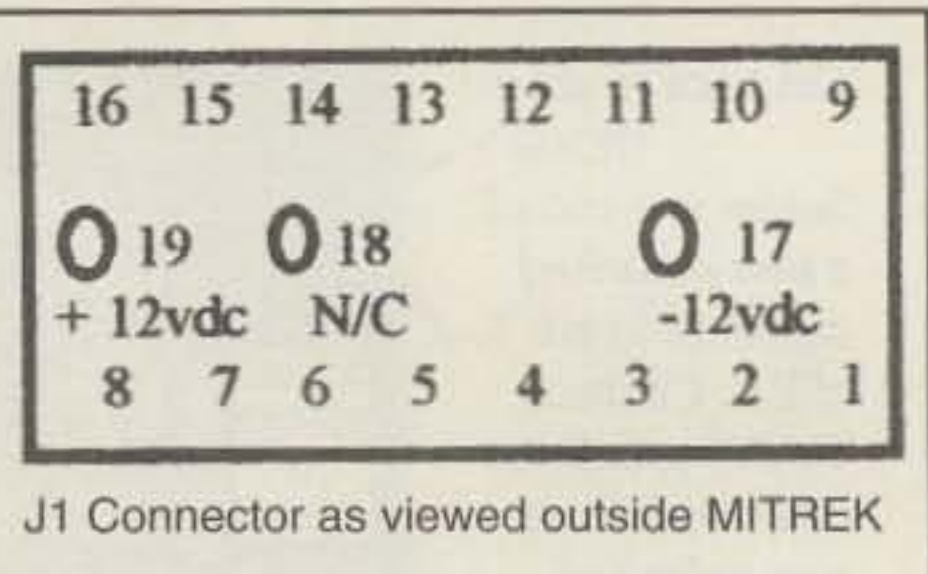 16 15 14 13 12 11 10 9
19 18 17
+ 12vdc N/C -12vdc
8 7 6 5 4 3 2 1
J1 Connector as viewed outside MITREK